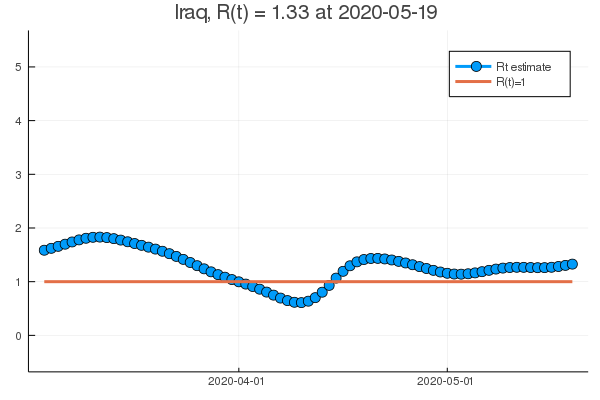 Iraq, R(t) = 1.33 at 2020-05-19
5
4
3
2
1
0
Rt estimate
R(t)=1
2020-04-01
2020-05-01